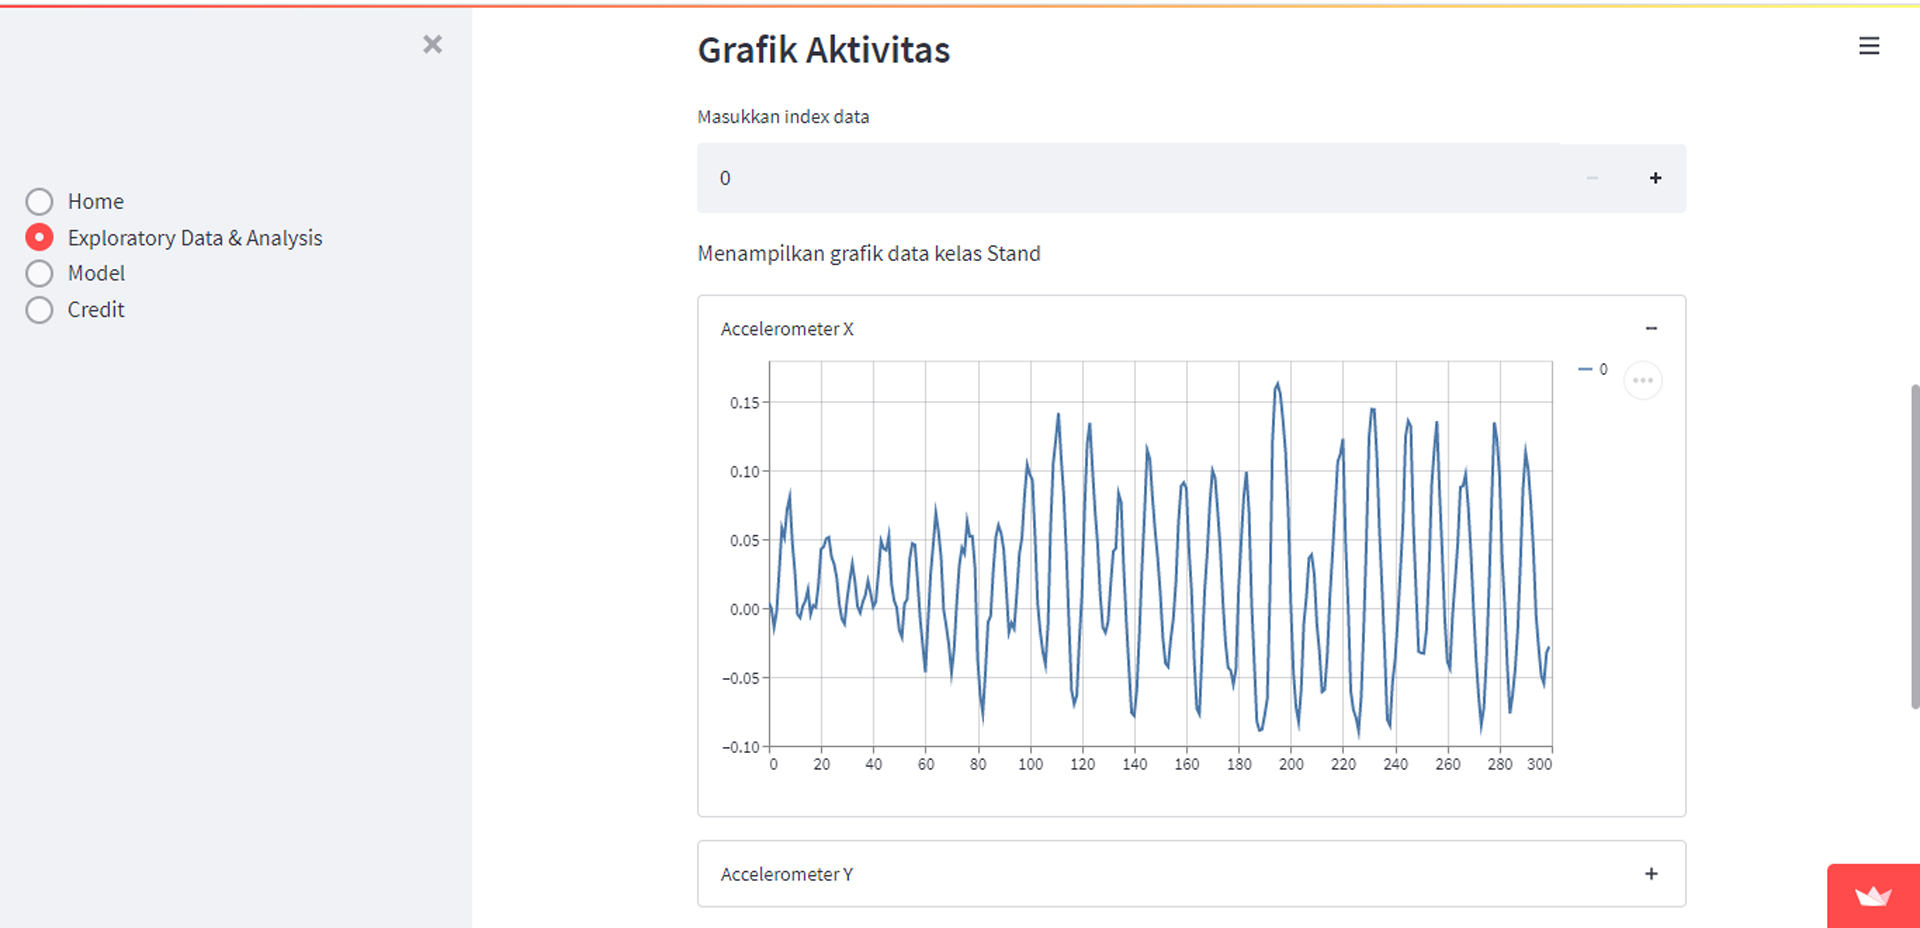 Grafik Aktivitas
Masukkan index data
0
Home
Exploratory Data & Analysis
Model
Credit
Menampilkan grafik data kelas Stand
Accelerometer X
0
0.15
0.10
0.05
0.00
−0.05
−0.10
0 20 40 60 80 100 120 140 160 180 200 220 240 260 280 300
Accelerometer Y